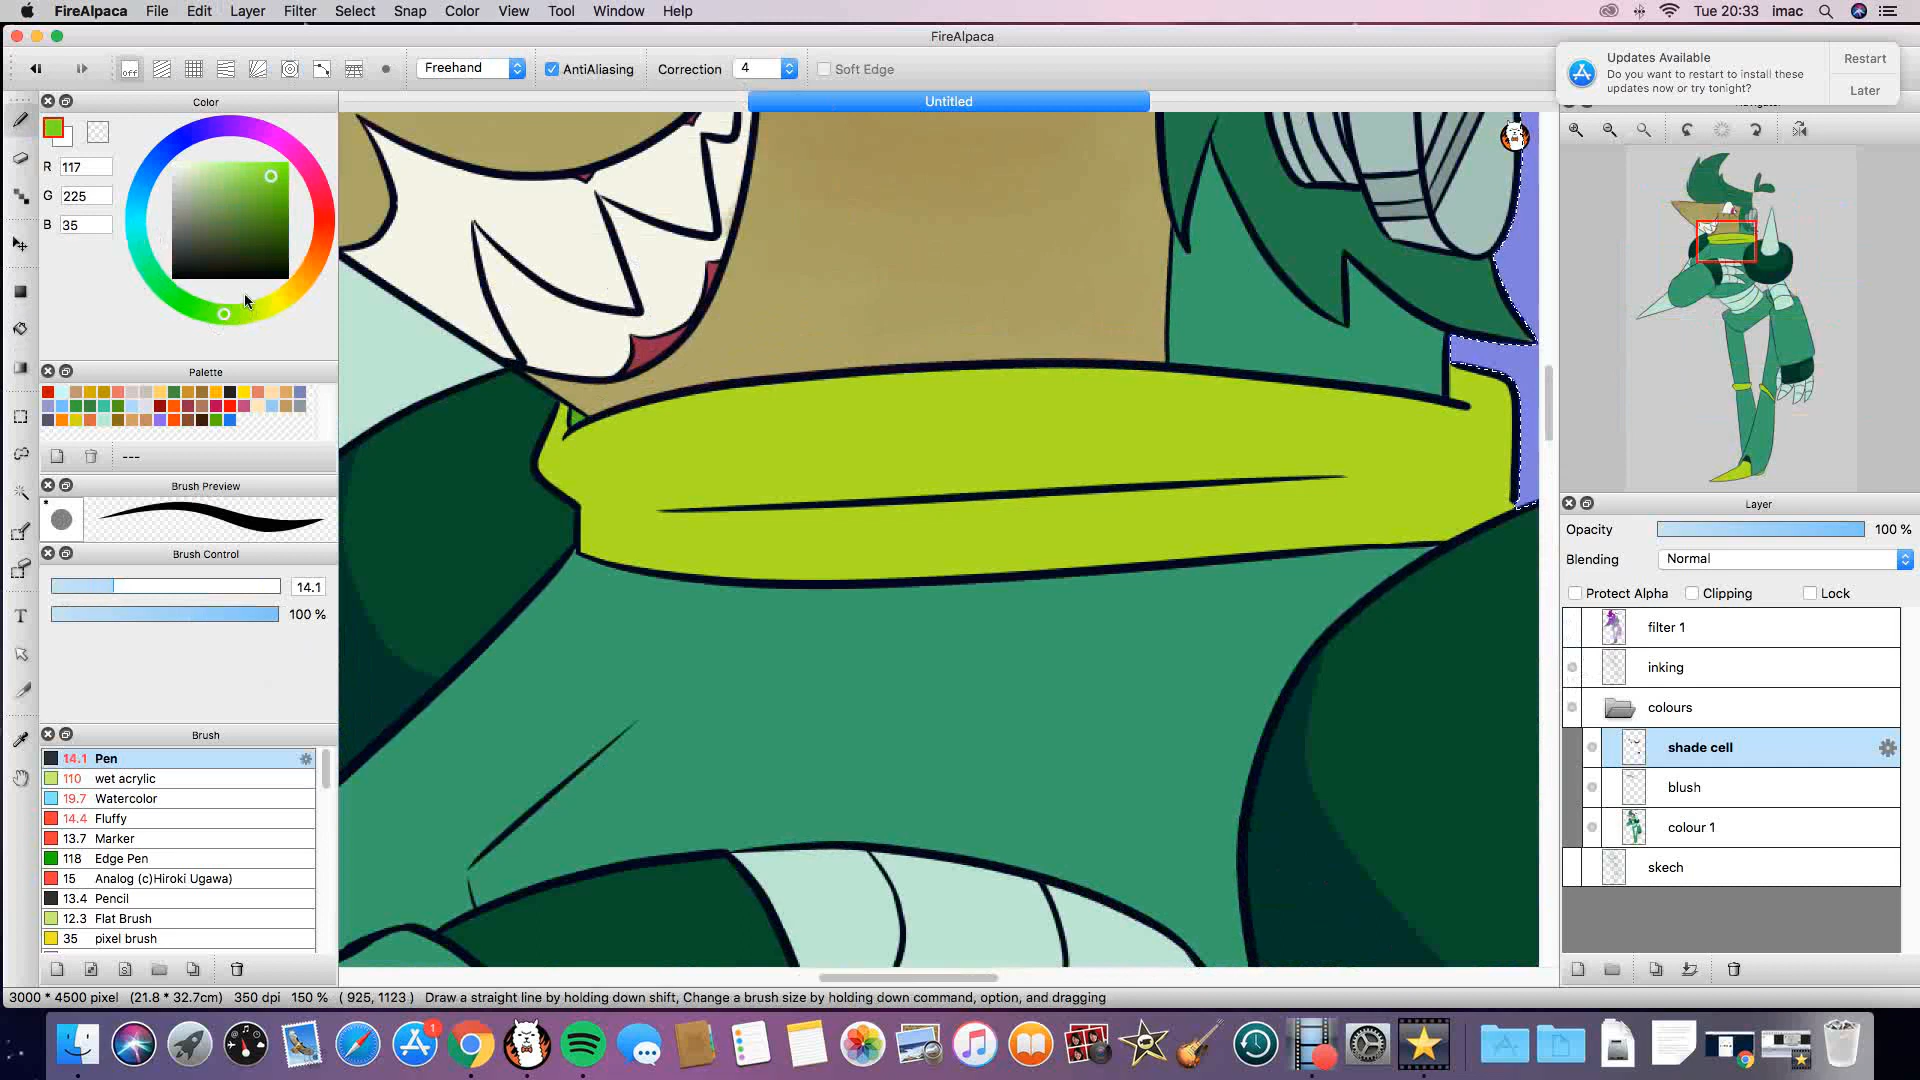 FireAlpaca File Edit Layer Filter Select Snap Color View Tool Window Help Tue 20:33 imac
FireAlpaca
off Freehand AntiAliasing Correction 4 Soft Edge
Updates Available
Do you want to restart to install these
updates now or try tonight?
Restart
Later
Color
Untitled
R 117
G 225
B 35
Palette
---
Brush Preview
Brush Control
14.1
100 %
Brush
14.1 Pen
110 wet acrylic
19.7 Watercolor
14.4 Fluffy
13.7 Marker
118 Edge Pen
15 Analog (c)Hiroki Ugawa)
13.4 Pencil
12.3 Flat Brush
35 pixel brush
Layer
Opacity 100 %
Blending Normal
Protect Alpha Clipping Lock
filter 1
inking
colours
shade cell
blush
colour 1
skech
3000 * 4500 pixel (21.8 * 32.7cm) 350 dpi 150 % ( 925, 1123 ) Draw a straight line by holding down shift, Change a brush size by holding down command, option, and dragging
1